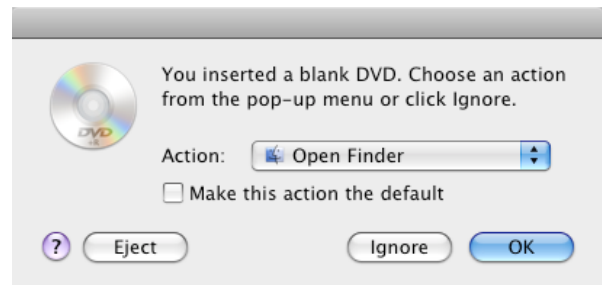 You inserted a blank DVD. Choose an action
from the pop-up menu or click Ignore.
DVD
+R
Action: Open Finder
Make this action the default
? Eject Ignore OK